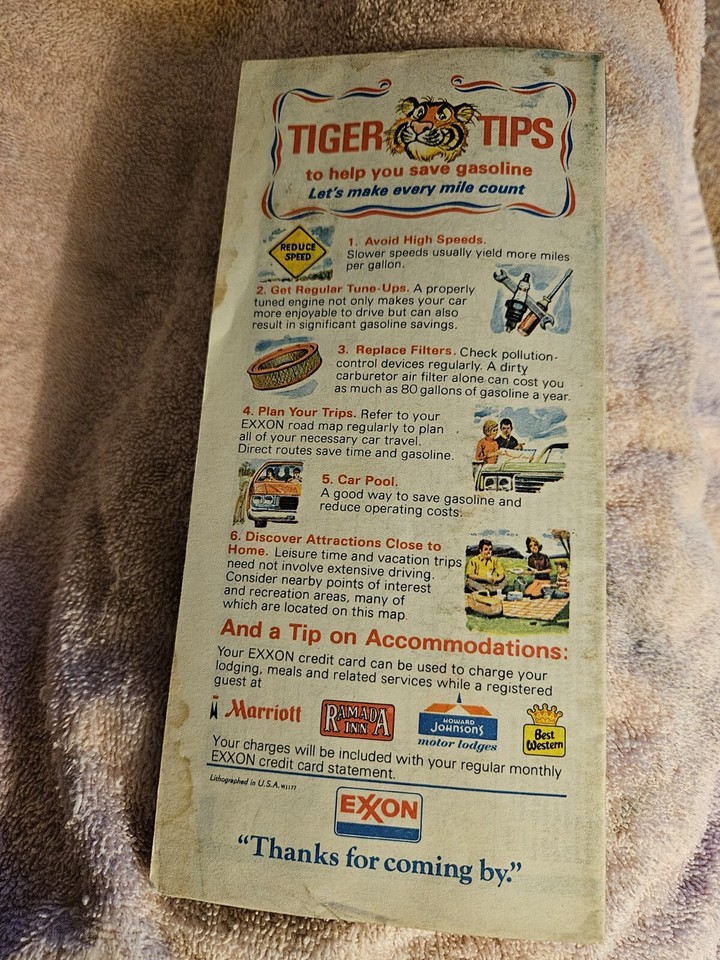 TIGER TIPS
to help you save gasoline
Let's make every mile count
REDUCE
SPEED
1. Avoid High Speeds.
Slower speeds usually yield more miles
per gallon.
2. Get Regular Tune-Ups. A properly
tuned engine not only makes your car
more enjoyable to drive but can also
result in significant gasoline savings.
3. Replace Filters. Check pollution-
control devices regularly. A dirty
carburetor air filter alone can cost you
as much as 80 gallons of gasoline a year.
4. Plan Your Trips. Refer to your
EXXON road map regularly to plan
all of your necessary car travel.
Direct routes save time and gasoline.
5. Car Pool.
A good way to save gasoline and
reduce operating costs.
6. Discover Attractions Close to
Home. Leisure time and vacation trips
need not involve extensive driving.
Consider nearby points of interest
and recreation areas, many of
which are located on this map.
And a Tip on Accommodations:
Your EXXON credit card can be used to charge your
lodging, meals and related services while a registered
guest at
Marriott
RAMADA
INN
HOWARD
JOHNSON'S
motor lodges
Best
Western
Your charges will be included with your regular monthly
EXXON credit card statement.
Lithographed in U.S.A. W1177
EXXON
“Thanks for coming by.”